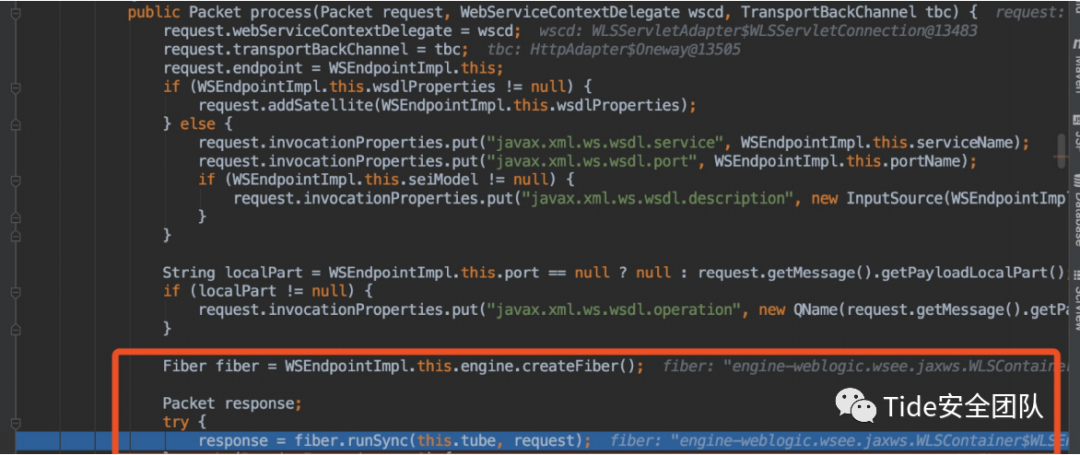 public Packet process(Packet request, WebServiceContextDelegate wscd, TransportBackChannel tbc) {  request:
request.webServiceContextDelegate = wscd;  wscd: WLSServletAdapter$WLSServletConnection@13483
request.transportBackChannel = tbc;  tbc: HttpAdapter$Oneway@13505
request.endpoint = WSEndpointImpl.this;
if (WSEndpointImpl.this.wsdlProperties != null) {
request.addSatellite(WSEndpointImpl.this.wsdlProperties);
} else {
request.invocationProperties.put("javax.xml.ws.wsdl.service", WSEndpointImpl.this.serviceName);
request.invocationProperties.put("javax.xml.ws.wsdl.port", WSEndpointImpl.this.portName);
if (WSEndpointImpl.this.seiModel != null) {
request.invocationProperties.put("javax.xml.ws.wsdl.description", new InputSource(WSEndpointImp
}
}
String localPart = WSEndpointImpl.this.port == null ? null : request.getMessage().getPayloadLocalPart()
if (localPart != null) {
request.invocationProperties.put("javax.xml.ws.wsdl.operation", new QName(request.getMessage().getPa
}
Fiber fiber = WSEndpointImpl.this.engine.createFiber();  fiber: "engine-weblogic.wsee.jaxws.WLSContainer
Packet response;
try {
response = fiber.runSync(this.tube, request);  fiber: "engine-weblogic.wsee.jaxws.WLSContainer$WLSE
Tide安全团队
Maven
Database